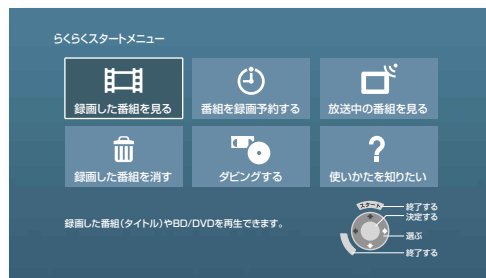 らくらくスタートメニュー
録画した番組を見る
番組を録画予約する
放送中の番組を見る
録画した番組を消す
ダビングする
使いかたを知りたい
録画した番組(タイトル)やBD/DVDを再生できます。
スタート
終了する
決定する
選ぶ
終了する